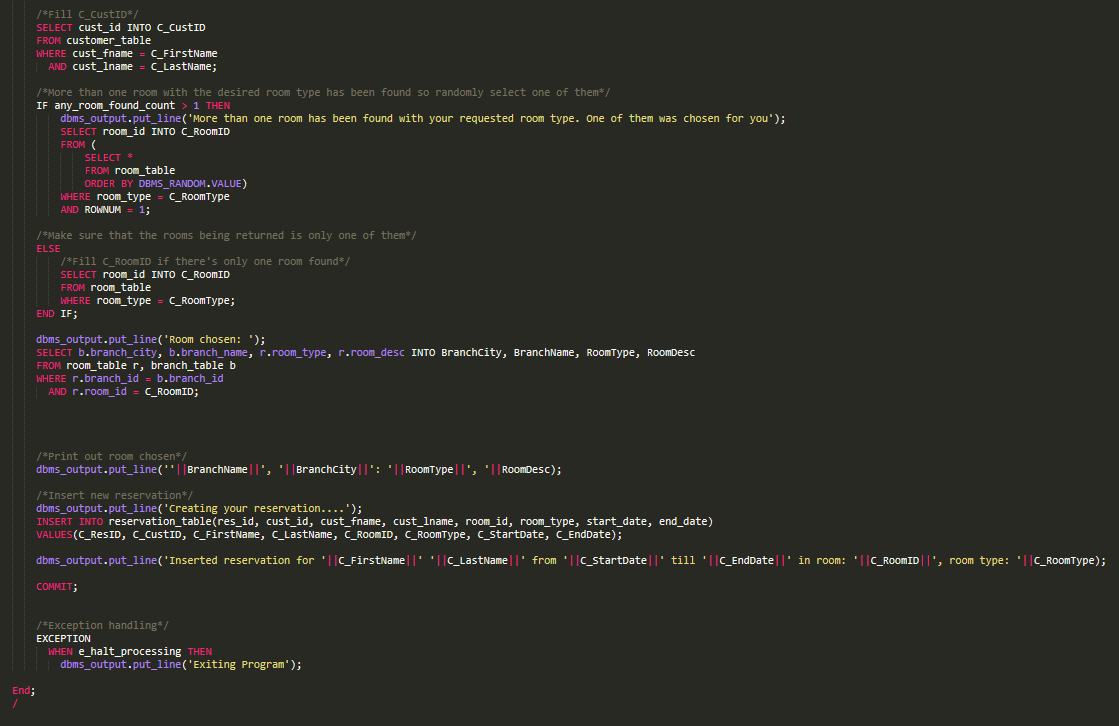 /*Fill C_CustID*/
SELECT cust_id INTO C_CustID
FROM customer_table
WHERE cust_fname = C_FirstName
AND cust_lname = C_LastName;
/*More than one room with the desired room type has been found so randomly select one of them*/
IF any_room_found_count > 1 THEN
dbms_output.put_line('More than one room has been found with your requested room type. One of them was chosen for you');
SELECT room_id INTO C_RoomID
FROM (
SELECT *
FROM room_table
ORDER BY DBMS_RANDOM.VALUE)
WHERE room_type = C_RoomType
AND ROWNUM = 1;
/*Make sure that the rooms being returned is only one of them*/
ELSE
/*Fill C_RoomID if there's only one room found*/
SELECT room_id INTO C_RoomID
FROM room_table
WHERE room_type = C_RoomType;
END IF;
dbms_output.put_line('Room chosen: ');
SELECT b.branch_city, b.branch_name, r.room_type, r.room_desc INTO BranchCity, BranchName, RoomType, RoomDesc
FROM room_table r, branch_table b
WHERE r.branch_id = b.branch_id
AND r.room_id = C_RoomID;
/*Print out room chosen*/
dbms_output.put_line(''||BranchName||', '||BranchCity||': '||RoomType||', '||RoomDesc);
/*Insert new reservation*/
dbms_output.put_line('Creating your reservation....');
INSERT INTO reservation_table(res_id, cust_id, cust_fname, cust_lname, room_id, room_type, start_date, end_date)
VALUES(C_ResID, C_CustID, C_FirstName, C_LastName, C_RoomID, C_RoomType, C_StartDate, C_EndDate);
dbms_output.put_line('Inserted reservation for '||C_FirstName||' '||C_LastName||' from '||C_StartDate||' till '||C_EndDate||' in room: '||C_RoomID||', room type: '||C_RoomType);
COMMIT;
/*Exception handling*/
EXCEPTION
WHEN e_halt_processing THEN
dbms_output.put_line('Exiting Program');
End;
/